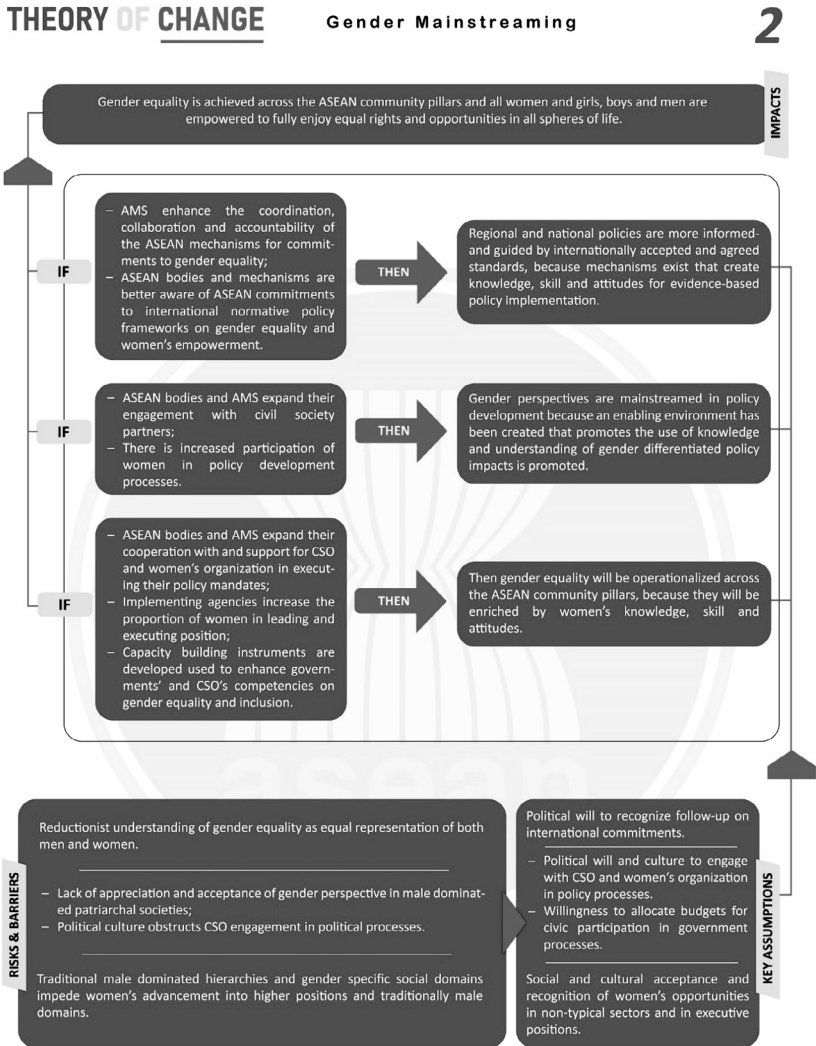 THEORY OF CHANGE
Gender Mainstreaming
2
Gender equality is achieved across the ASEAN community pillars and all women and girls, boys and men are
empowered to fully enjoy equal rights and opportunities in all spheres of life.
IMPACTS
IF
– AMS enhance the coordination,
collaboration and accountability of
the ASEAN mechanisms for commit-
ments to gender equality;
– ASEAN bodies and mechanisms are
better aware of ASEAN commitments
to international normative policy
frameworks on gender equality and
women's empowerment.
THEN
Regional and national policies are more informed-
and guided by internationally accepted and agreed
standards, because mechanisms exist that create
knowledge, skill and attitudes for evidence-based
policy implementation.
IF
– ASEAN bodies and AMS expand their
engagement with civil society
partners;
– There is increased participation of
women in policy development
processes.
THEN
Gender perspectives are mainstreamed in policy
development because an enabling environment has
been created that promotes the use of knowledge
and understanding of gender differentiated policy
impacts is promoted.
IF
– ASEAN bodies and AMS expand their
cooperation with and support for CSO
and women's organization in execut-
ing their policy mandates;
– Implementing agencies increase the
proportion of women in leading and
executing position;
– Capacity building instruments are
developed used to enhance govern-
ments' and CSO's competencies on
gender equality and inclusion.
THEN
Then gender equality will be operationalized across
the ASEAN community pillars, because they will be
enriched by women's knowledge, skill and
attitudes.
asean
RISKS & BARRIERS
Reductionist understanding of gender equality as equal representation of both
men and women.
– Lack of appreciation and acceptance of gender perspective in male dominat-
ed patriarchal societies;
– Political culture obstructs CSO engagement in political processes.
Traditional male dominated hierarchies and gender specific social domains
impede women's advancement into higher positions and traditionally male
domains.
Political will to recognize follow-up on
international commitments.
– Political will and culture to engage
with CSO and women's organization
in policy processes.
– Willingness to allocate budgets for
civic participation in government
processes.
Social and cultural acceptance and
recognition of women's opportunities
in non-typical sectors and in executive
positions.
KEY ASSUMPTIONS